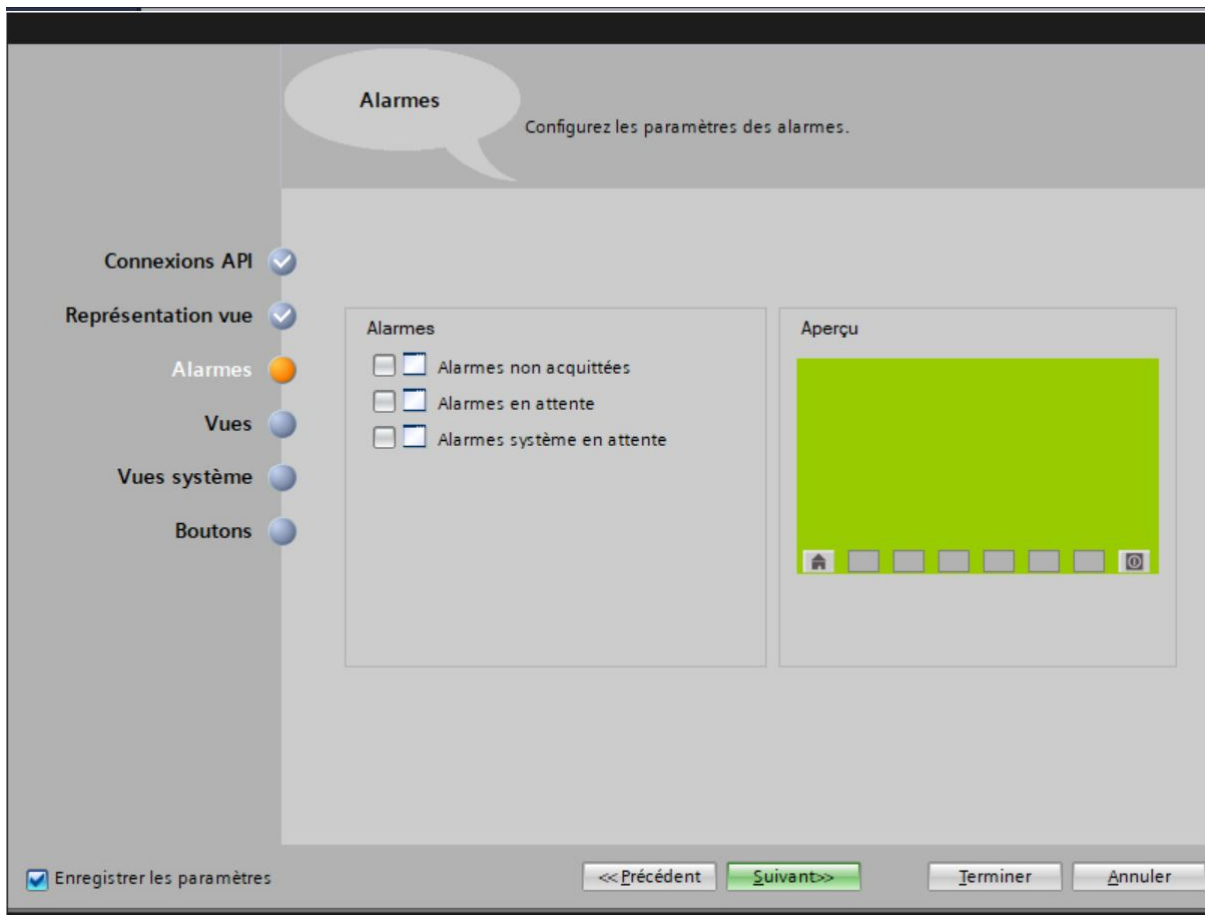 Alarmes
Configurez les paramètres des alarmes.
Connexions API
Représentation vue
Alarmes
Vues
Vues système
Boutons
Alarmes
Alarmes non acquittées
Alarmes en attente
Alarmes système en attente
Aperçu
Enregistrer les paramètres
<<Précédent
Suivant>>
Terminer
Annuler